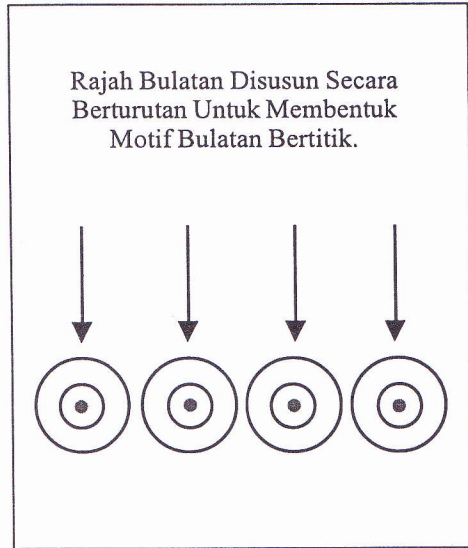 Rajah Bulatan Disusun Secara
Berturutan Untuk Membentuk
Motif Bulatan Bertitik.